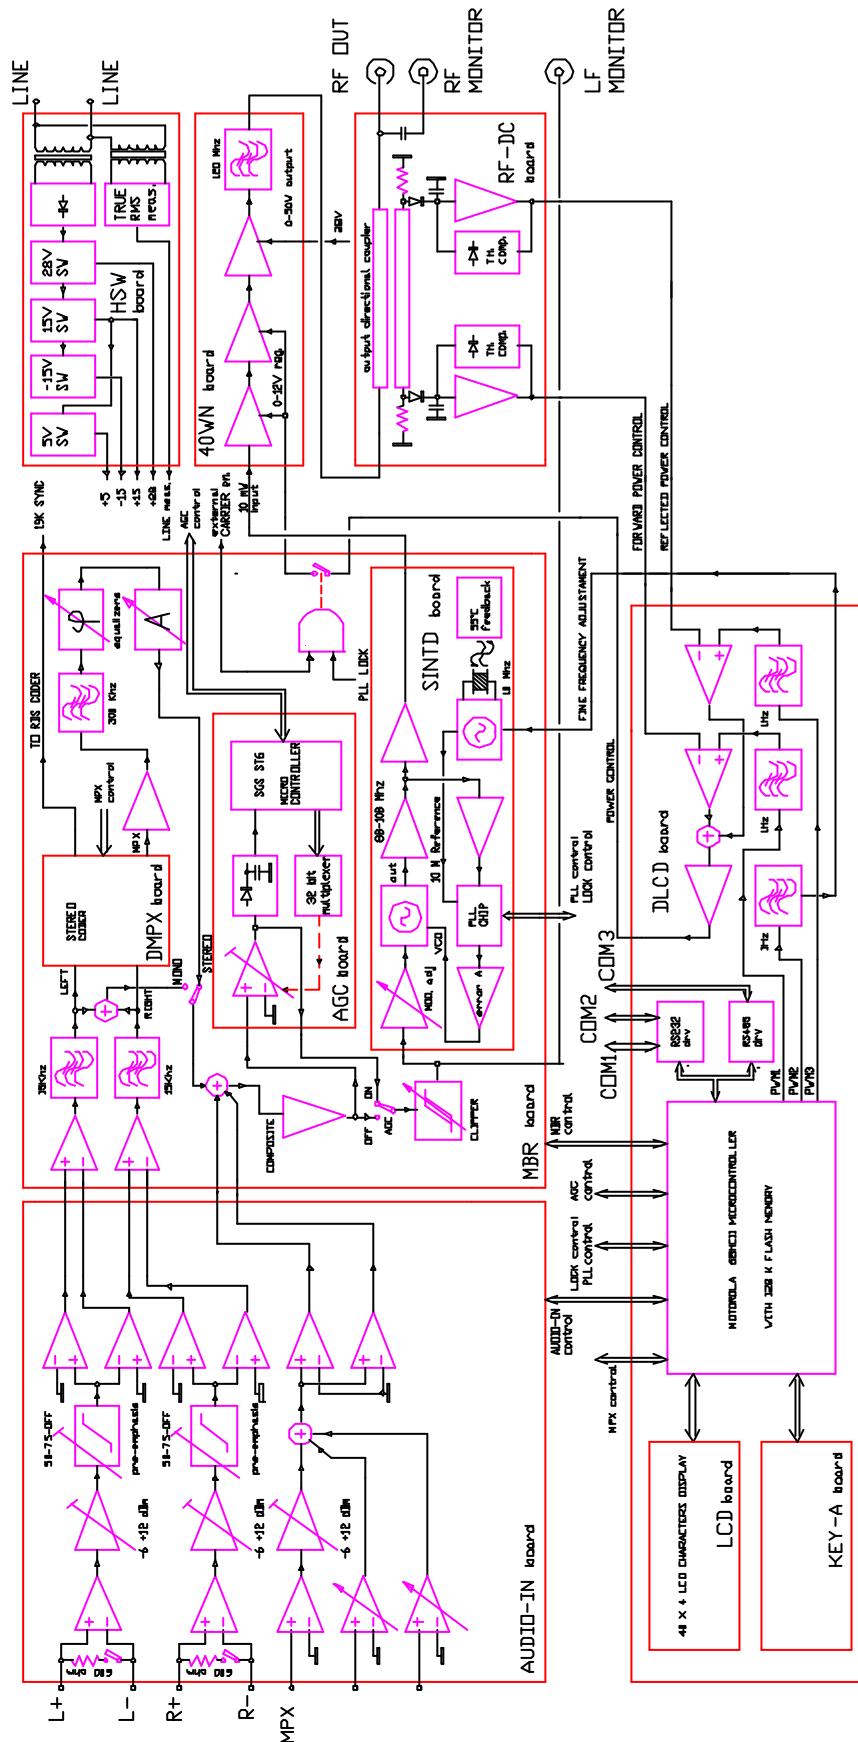 LINE
LINE
RF OUT
RF
MONITOR
LF
MONITOR
TRUE
RMS
meas.
28V
SW
15V
SW
-15V
SW
5V
SW
HSW
board
+5
-15
+15
+28
LINE meas.
0-50V output
28V
0-12V reg.
40WN board
output directional coupler
TH.
COMP.
TH.
COMP.
RF-DC
board
19K SYNC
AGC
control
external
CARRIER
10 mW
input
FORWARD POWER CONTROL
REFLECTED POWER CONTROL
TO RDS CODER
equalizers
A
MPX
control
MPX
STEREO
CODER
DMPX board
LEFT
RIGHT
MONO
STEREO
15Khz
15Khz
PLL LOCK
SGS ST6
MICRO
CONTROLLER
32 bit
multiplexer
AGC board
SINTD board
55°C
feedback
88-108 Mhz
10 M Reference
out
VCO
MOD. adj
PLL
CHIP
error A
FINE FREQUENCY ADJUSTAMENT
POWER CONTROL
PLL control
LOCK control
COMPOSITE
OFF
ON
AGC
CLIPPER
MBR board
MBR
control
DLCD board
1Hz
1Hz
COM3
COM2
COM1
RS232
drv
RS485
drv
PWM1
PWM2
PWM3
AGC
control
LOCK control
PLL control
AUDIO-IN
control
MPX control
MOTOROLA 68HC11 MICROCONTROLLER
WITH 128 K FLASH MEMORY
50-75-OFF
pre-emphasis
50-75-OFF
pre-emphasis
-6 +12 dBm
-6 +12 dBm
-6 +12 dBm
AUDIO-IN board
L+
L-
R+
R-
MPX
40 X 4 LCD CHARACTERS DISPLAY
LCD board
KEY-A board